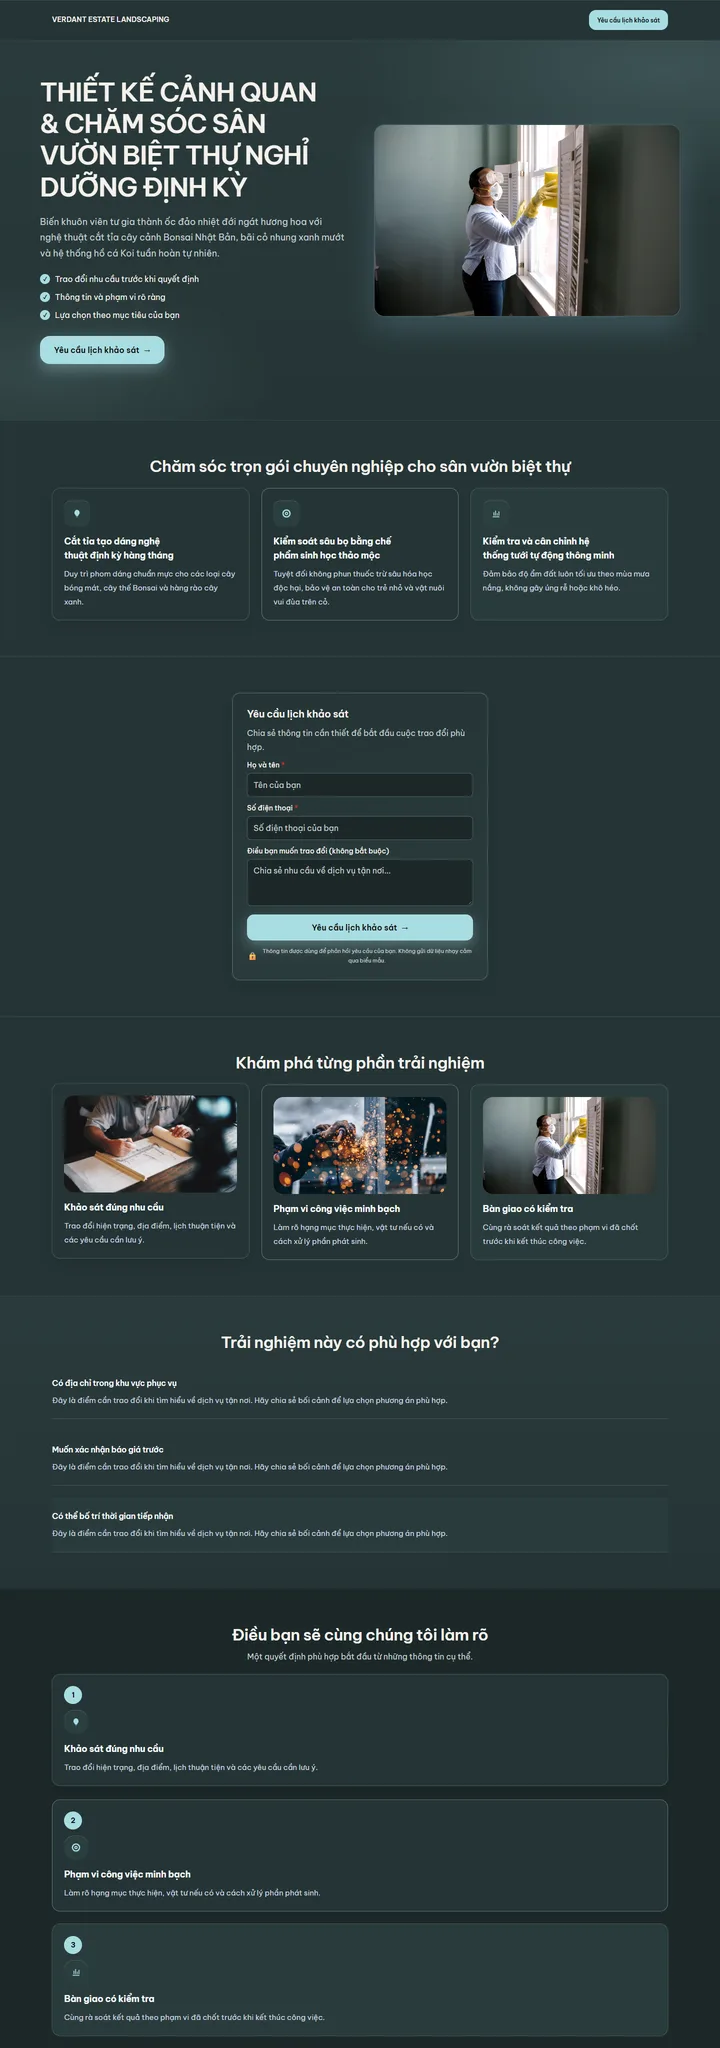 VERDANT ESTATE LANDSCAPING
Yêu cầu lịch khảo sát
THIẾT KẾ CẢNH QUAN
& CHĂM SÓC SÂN
VƯỜN BIỆT THỰ NGHỈ
DƯỠNG ĐỊNH KỲ
Biến khuôn viên tư gia thành ốc đảo nhiệt đới ngát hương hoa với
nghệ thuật cắt tỉa cây cảnh Bonsai Nhật Bản, bãi cỏ nhung xanh mướt
và hệ thống hồ cá Koi tuần hoàn tự nhiên.
Trao đổi nhu cầu trước khi quyết định
Thông tin và phạm vi rõ ràng
Lựa chọn theo mục tiêu của bạn
Yêu cầu lịch khảo sát →
Chăm sóc trọn gói chuyên nghiệp cho sân vườn biệt thự
Cắt tỉa tạo dáng nghệ
thuật định kỳ hàng tháng
Duy trì phom dáng chuẩn mực cho các loại cây
bóng mát, cây thế Bonsai và hàng rào cây
xanh.
Kiểm soát sâu bọ bằng chế
phẩm sinh học thảo mộc
Tuyệt đối không phun thuốc trừ sâu hóa học
độc hại, bảo vệ an toàn cho trẻ nhỏ và vật nuôi
vui đùa trên cỏ.
Kiểm tra và cân chỉnh hệ
thống tưới tự động thông minh
Đảm bảo độ ẩm đất luôn tối ưu theo mùa mưa
nắng, không gây úng rễ hoặc khô héo.
Yêu cầu lịch khảo sát
Chia sẻ thông tin cần thiết để bắt đầu cuộc trao đổi phù
hợp.
Họ và tên *
Tên của bạn
Số điện thoại *
Số điện thoại của bạn
Điều bạn muốn trao đổi (không bắt buộc)
Chia sẻ nhu cầu về dịch vụ tận nơi...
Yêu cầu lịch khảo sát →
Thông tin được dùng để phản hồi yêu cầu của bạn. Không gửi dữ liệu nhạy cảm
qua biểu mẫu.
Khám phá từng phần trải nghiệm
Khảo sát đúng nhu cầu
Trao đổi hiện trạng, địa điểm, lịch thuận tiện và
các yêu cầu cần lưu ý.
Phạm vi công việc minh bạch
Làm rõ hạng mục thực hiện, vật tư nếu có và
cách xử lý phần phát sinh.
Bàn giao có kiểm tra
Cùng rà soát kết quả theo phạm vi đã chốt
trước khi kết thúc công việc.
Trải nghiệm này có phù hợp với bạn?
Có địa chỉ trong khu vực phục vụ
Đây là điểm cần trao đổi khi tìm hiểu về dịch vụ tận nơi. Hãy chia sẻ bối cảnh để lựa chọn phương án phù hợp.
Muốn xác nhận báo giá trước
Đây là điểm cần trao đổi khi tìm hiểu về dịch vụ tận nơi. Hãy chia sẻ bối cảnh để lựa chọn phương án phù hợp.
Có thể bố trí thời gian tiếp nhận
Đây là điểm cần trao đổi khi tìm hiểu về dịch vụ tận nơi. Hãy chia sẻ bối cảnh để lựa chọn phương án phù hợp.
Điều bạn sẽ cùng chúng tôi làm rõ
Một quyết định phù hợp bắt đầu từ những thông tin cụ thể.
1
Khảo sát đúng nhu cầu
Trao đổi hiện trạng, địa điểm, lịch thuận tiện và các yêu cầu cần lưu ý.
2
Phạm vi công việc minh bạch
Làm rõ hạng mục thực hiện, vật tư nếu có và cách xử lý phần phát sinh.
3
Bàn giao có kiểm tra
Cùng rà soát kết quả theo phạm vi đã chốt trước khi kết thúc công việc.